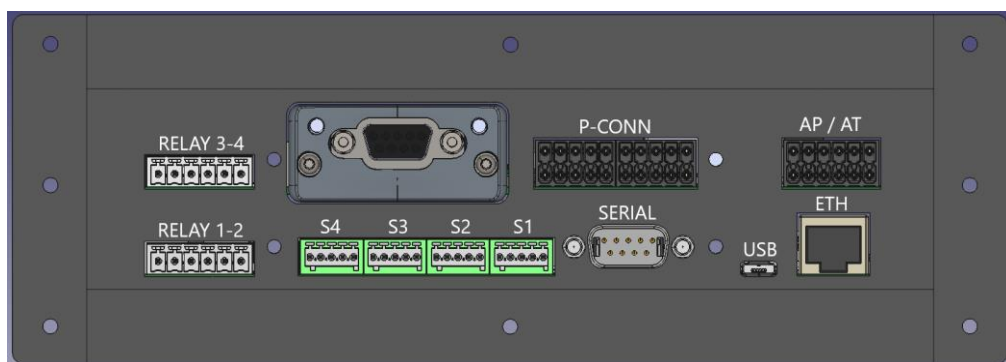 RELAY 3-4
P-CONN
AP / AT
RELAY 1-2
S4
S3
S2
S1
SERIAL
USB
ETH